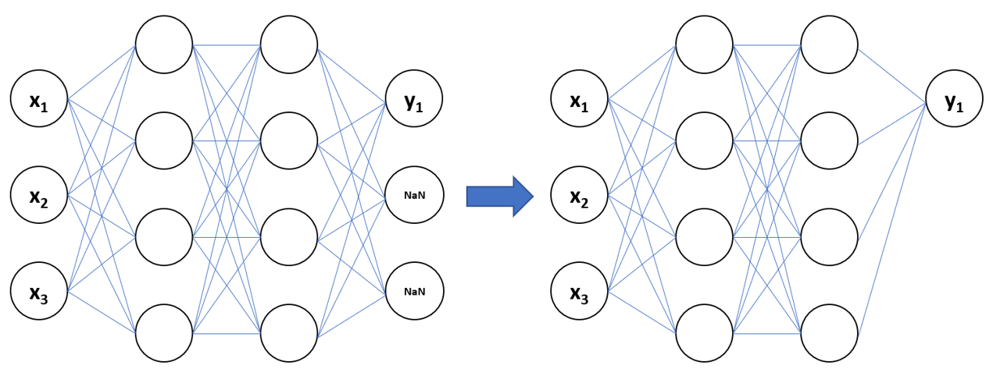 x₁
x₂
x₃
y₁
NaN
NaN
x₁
x₂
x₃
y₁